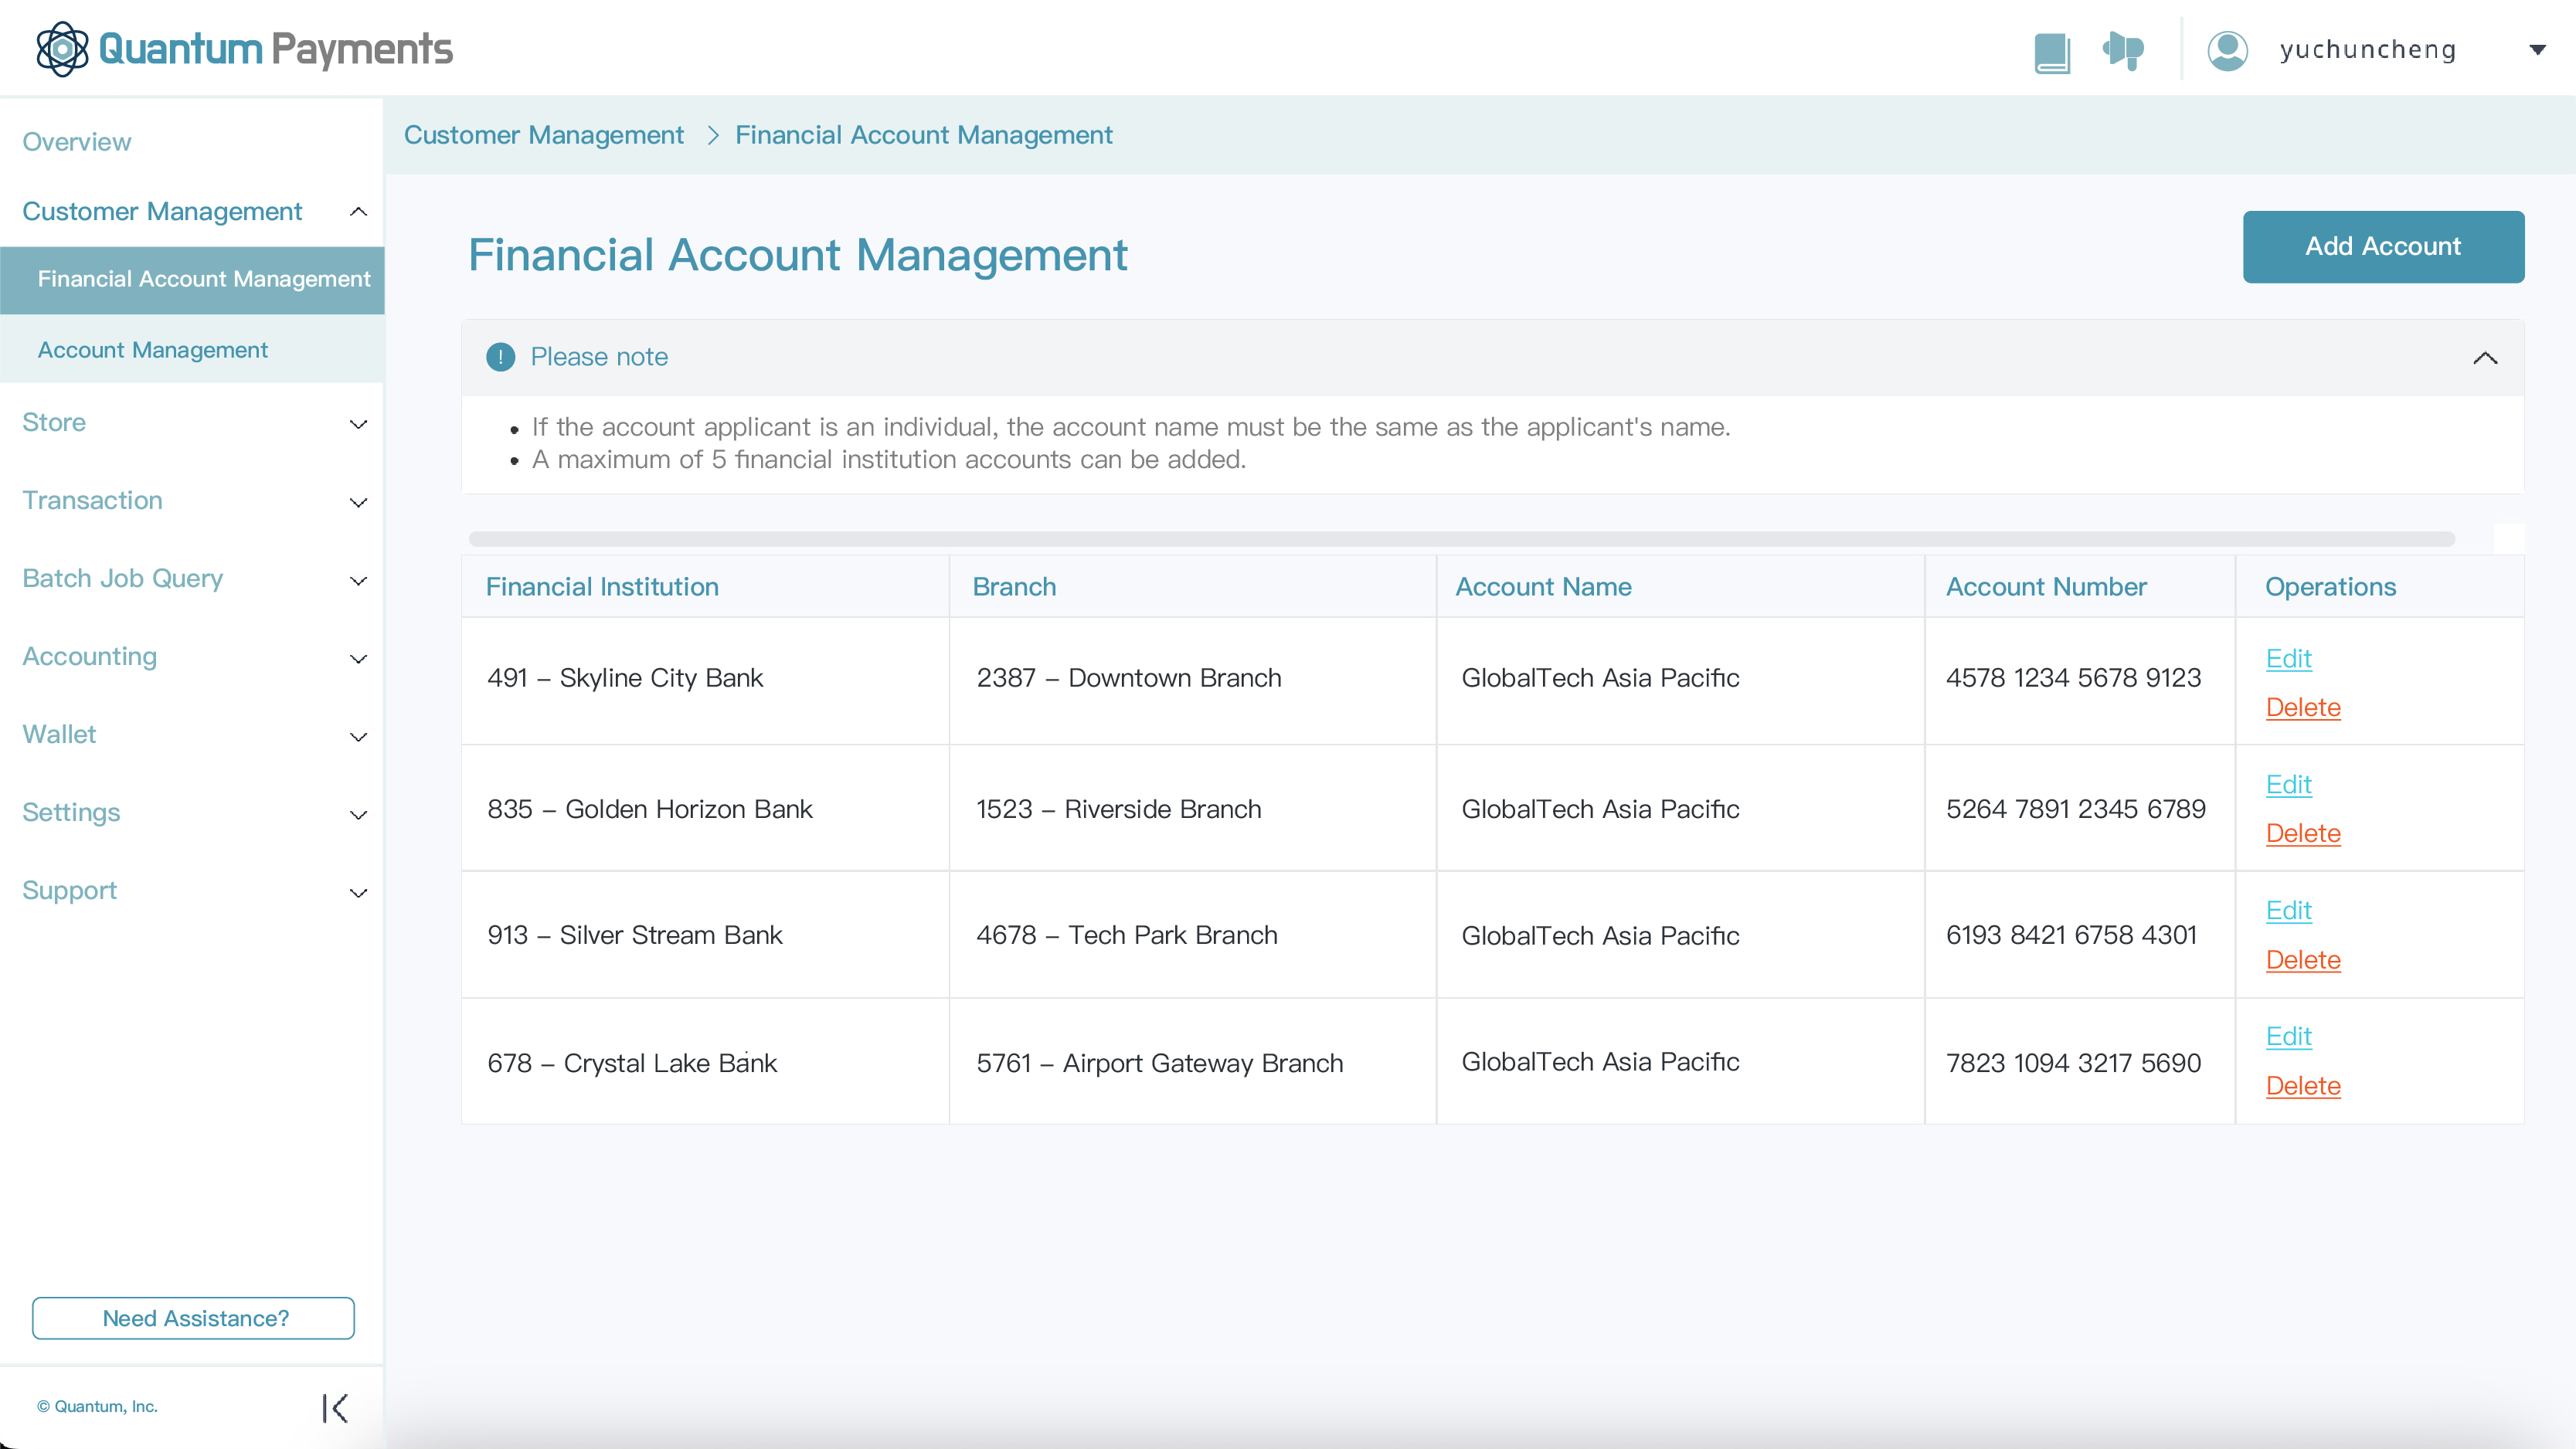 Quantum Payments
yuchuncheng
Overview
Customer Management
Financial Account Management
Account Management
Store
Transaction
Batch Job Query
Accounting
Wallet
Settings
Support
Need Assistance?
© Quantum, Inc.
Customer Management > Financial Account Management
Financial Account Management
Add Account
! Please note
• If the account applicant is an individual, the account name must be the same as the applicant's name.
• A maximum of 5 financial institution accounts can be added.
Financial Institution Branch Account Name Account Number Operations
491 – Skyline City Bank 2387 – Downtown Branch GlobalTech Asia Pacific 4578 1234 5678 9123 Edit
Delete
835 – Golden Horizon Bank 1523 – Riverside Branch GlobalTech Asia Pacific 5264 7891 2345 6789 Edit
Delete
913 – Silver Stream Bank 4678 – Tech Park Branch GlobalTech Asia Pacific 6193 8421 6758 4301 Edit
Delete
678 – Crystal Lake Bank 5761 – Airport Gateway Branch GlobalTech Asia Pacific 7823 1094 3217 5690 Edit
Delete